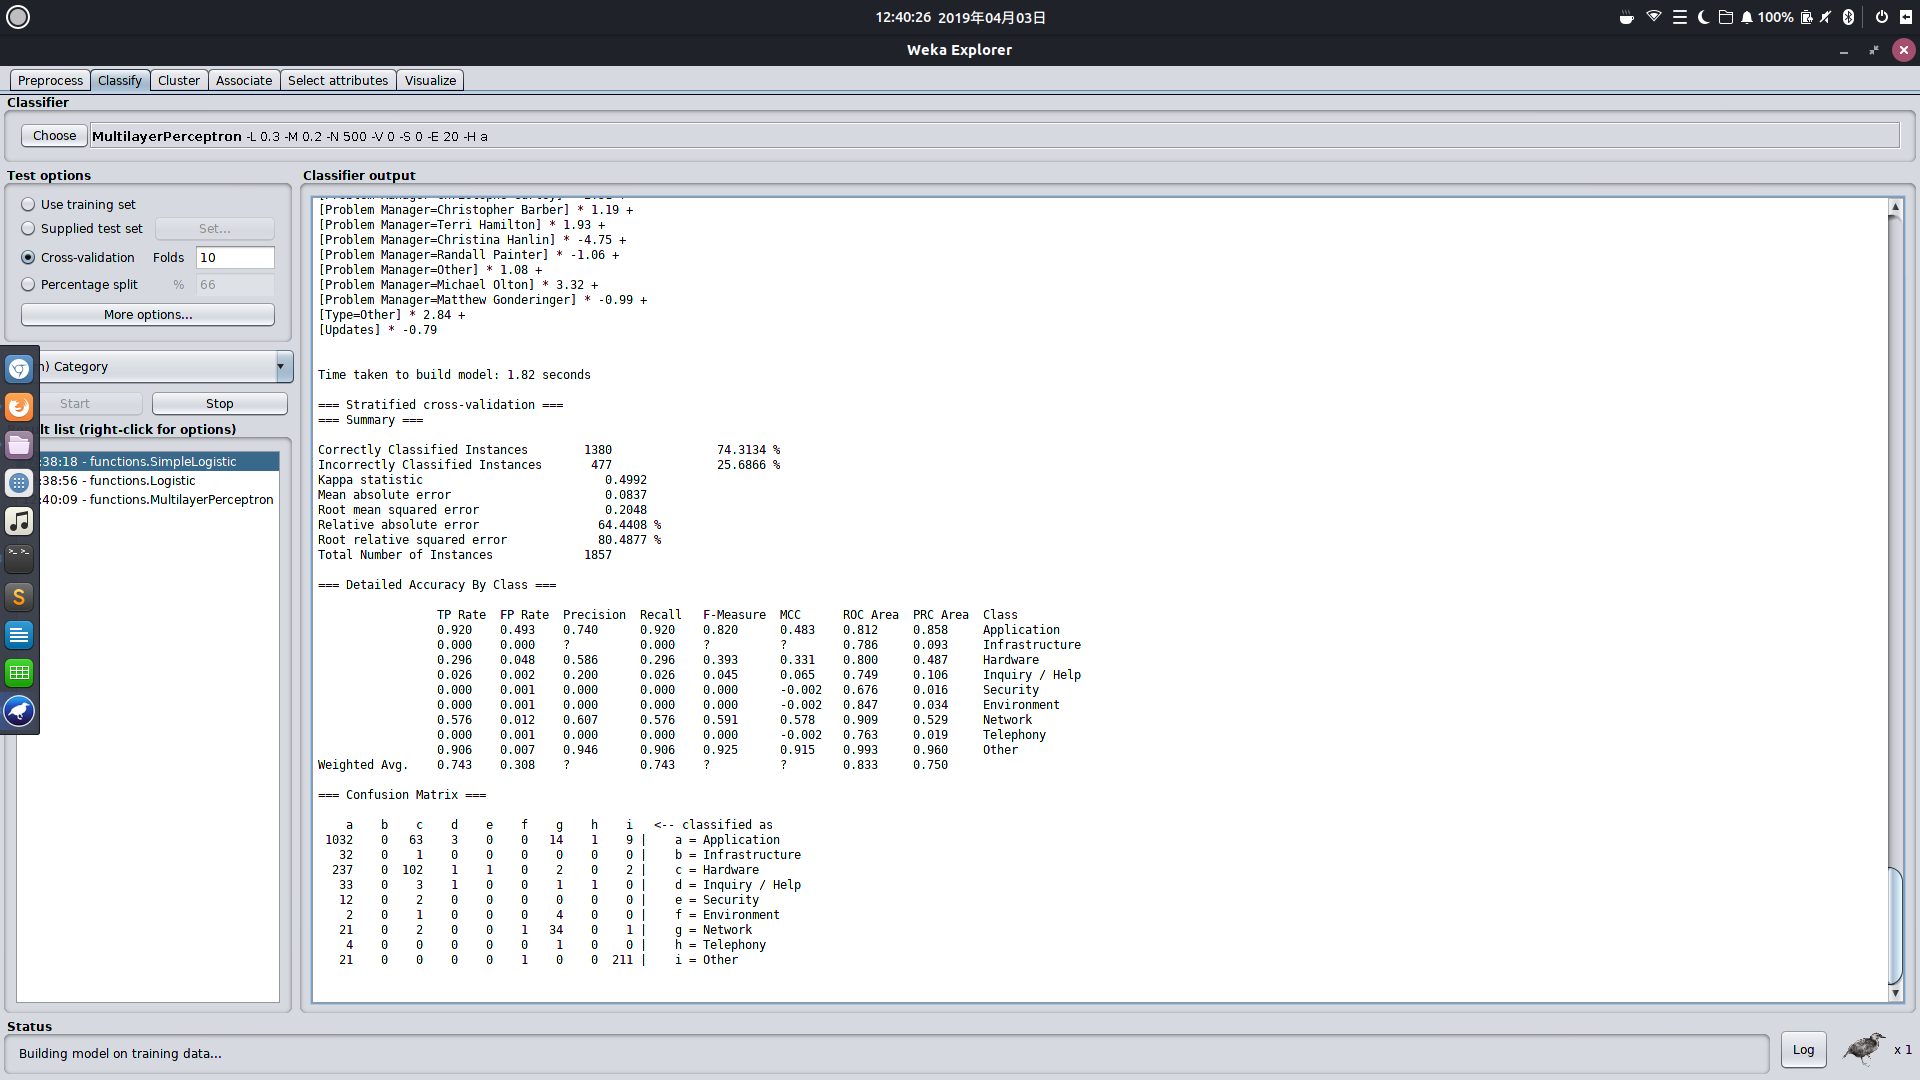 12:40:26 2019年04月03日
100%
Weka Explorer
Preprocess Classify Cluster Associate Select attributes Visualize
Classifier
Choose MultilayerPerceptron -L 0.3 -M 0.2 -N 500 -V 0 -S 0 -E 20 -H a
Test options
Use training set
Supplied test set Set...
Cross-validation Folds 10
Percentage split % 66
More options...
) Category
Start Stop
lt list (right-click for options)
:38:18 - functions.SimpleLogistic
:38:56 - functions.Logistic
:40:09 - functions.MultilayerPerceptron
Classifier output
[Problem Manager=Christopher Barber] * 1.19 +
[Problem Manager=Terri Hamilton] * 1.93 +
[Problem Manager=Christina Hanlin] * -4.75 +
[Problem Manager=Randall Painter] * -1.06 +
[Problem Manager=Other] * 1.08 +
[Problem Manager=Michael Olton] * 3.32 +
[Problem Manager=Matthew Gonderinger] * -0.99 +
[Type=Other] * 2.84 +
[Updates] * -0.79
Time taken to build model: 1.82 seconds
=== Stratified cross-validation ===
=== Summary ===
Correctly Classified Instances 1380 74.3134 %
Incorrectly Classified Instances 477 25.6866 %
Kappa statistic 0.4992
Mean absolute error 0.0837
Root mean squared error 0.2048
Relative absolute error 64.4408 %
Root relative squared error 80.4877 %
Total Number of Instances 1857
=== Detailed Accuracy By Class ===
TP Rate FP Rate Precision Recall F-Measure MCC ROC Area PRC Area Class
0.920 0.493 0.740 0.920 0.820 0.483 0.812 0.858 Application
0.000 0.000 ? 0.000 ? ? 0.786 0.093 Infrastructure
0.296 0.048 0.586 0.296 0.393 0.331 0.800 0.487 Hardware
0.026 0.002 0.200 0.026 0.045 0.065 0.749 0.106 Inquiry / Help
0.000 0.001 0.000 0.000 0.000 -0.002 0.676 0.016 Security
0.000 0.001 0.000 0.000 0.000 -0.002 0.847 0.034 Environment
0.576 0.012 0.607 0.576 0.591 0.578 0.909 0.529 Network
0.000 0.001 0.000 0.000 0.000 -0.002 0.763 0.019 Telephony
0.906 0.007 0.946 0.906 0.925 0.915 0.993 0.960 Other
Weighted Avg. 0.743 0.308 ? 0.743 ? ? 0.833 0.750
=== Confusion Matrix ===
a b c d e f g h i <-- classified as
1032 0 63 3 0 0 14 1 9 | a = Application
32 0 1 0 0 0 0 0 0 | b = Infrastructure
237 0 102 1 1 0 2 0 2 | c = Hardware
33 0 3 1 0 0 1 1 0 | d = Inquiry / Help
12 0 2 0 0 0 0 0 0 | e = Security
2 0 1 0 0 0 4 0 0 | f = Environment
21 0 2 0 0 1 34 0 1 | g = Network
4 0 0 0 0 0 1 0 0 | h = Telephony
21 0 0 0 0 1 0 0 211 | i = Other
Status
Building model on training data...
Log x 1